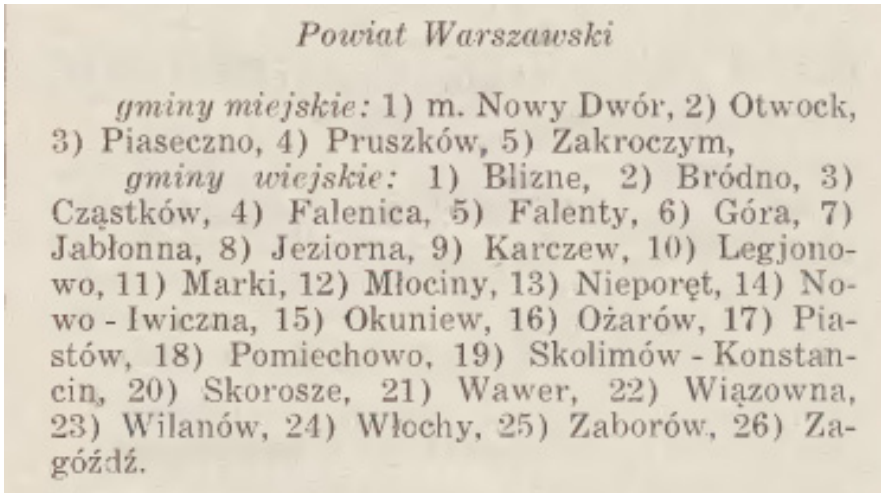 Powiat Warszawski
gminy miejskie: 1) m. Nowy Dwór, 2) Otwock,
3) Piaseczno, 4) Pruszków, 5) Zakroczym,
gminy wiejskie: 1) Blizne, 2) Bródno, 3)
Cząstków, 4) Falenica, 5) Falenty, 6) Góra, 7)
Jabłonna, 8) Jeziorna, 9) Karczew, 10) Legjono-
wo, 11) Marki, 12) Młociny, 13) Nieporęt, 14) No-
wo - Iwiczna, 15) Okuniew, 16) Ożarów, 17) Pia-
stów, 18) Pomiechowo, 19) Skolimów - Konstan-
cin, 20) Skorosze, 21) Wawer, 22) Wiązowna,
23) Wilanów, 24) Włochy, 25) Zaborów, 26) Za-
góźdź.